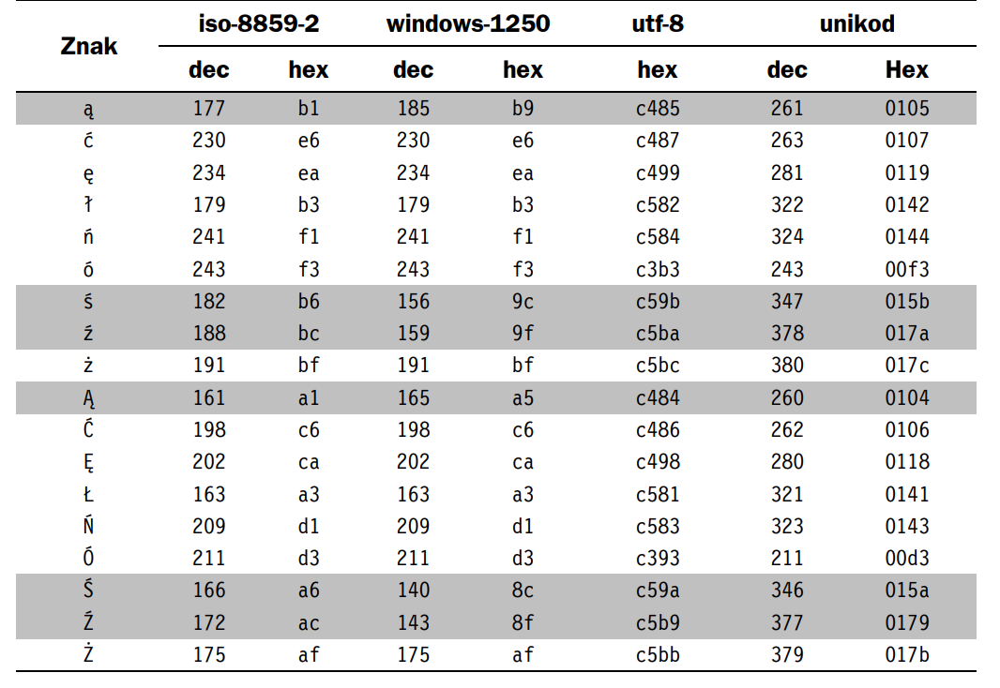 Znak iso-8859-2 windows-1250 utf-8 unikod
dec hex dec hex hex dec Hex
ą 177 b1 185 b9 c485 261 0105
ć 230 e6 230 e6 c487 263 0107
ę 234 ea 234 ea c499 281 0119
ł 179 b3 179 b3 c582 322 0142
ń 241 f1 241 f1 c584 324 0144
ó 243 f3 243 f3 c3b3 243 00f3
ś 182 b6 156 9c c59b 347 015b
ź 188 bc 159 9f c5ba 378 017a
ż 191 bf 191 bf c5bc 380 017c
Ą 161 a1 165 a5 c484 260 0104
Ć 198 c6 198 c6 c486 262 0106
Ę 202 ca 202 ca c498 280 0118
Ł 163 a3 163 a3 c581 321 0141
Ń 209 d1 209 d1 c583 323 0143
Ó 211 d3 211 d3 c393 211 00d3
Ś 166 a6 140 8c c59a 346 015a
Ź 172 ac 143 8f c5b9 377 0179
Ż 175 af 175 af c5bb 379 017b